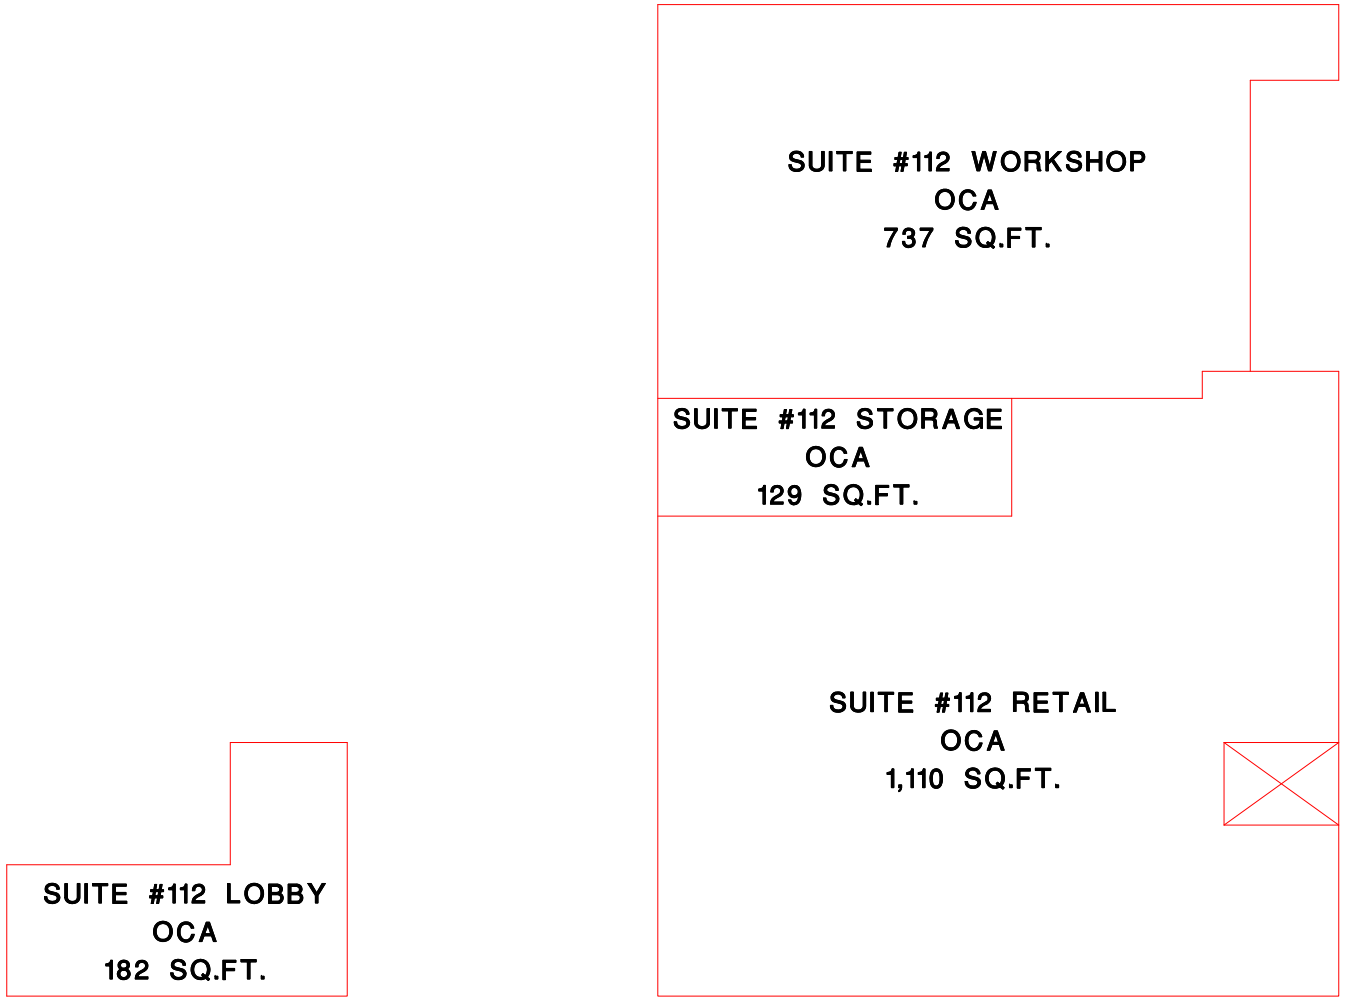 SUITE #112 WORKSHOP
OCA
737 SQ.FT.
SUITE #112 STORAGE
OCA
129 SQ.FT.
SUITE #112 RETAIL
OCA
1,110 SQ.FT.
SUITE #112 LOBBY
OCA
182 SQ.FT.